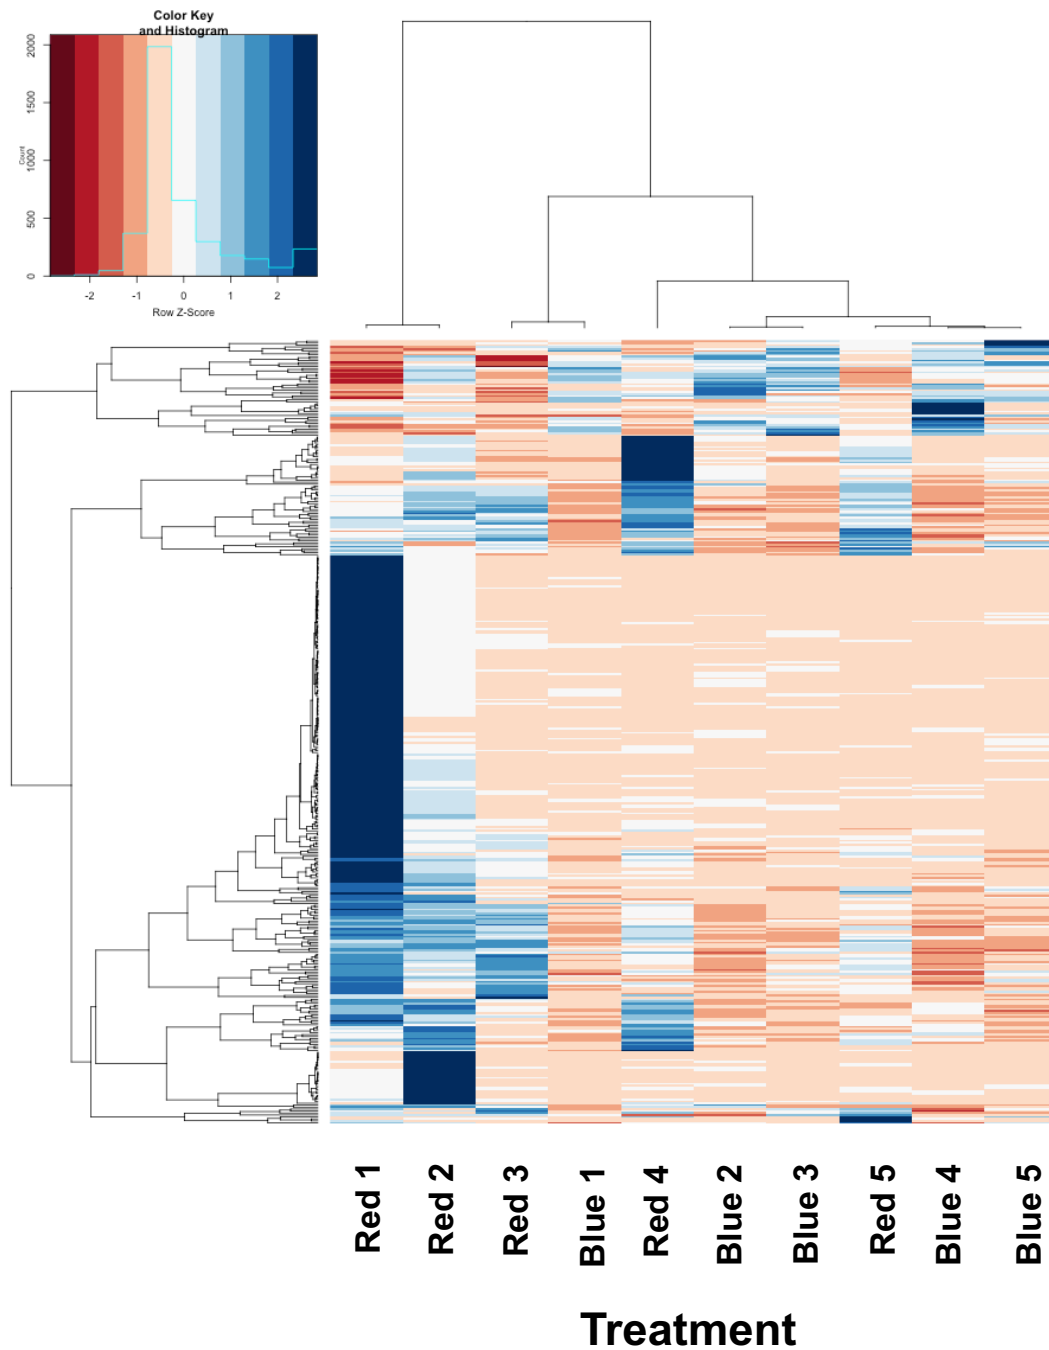 Color Key
and Histogram
2000
1500
1000
500
0
Count
-2 -1 0 1 2
Row Z-Score
Red 1 Red 2 Red 3 Blue 1 Red 4 Blue 2 Blue 3 Red 5 Blue 4 Blue 5
Treatment